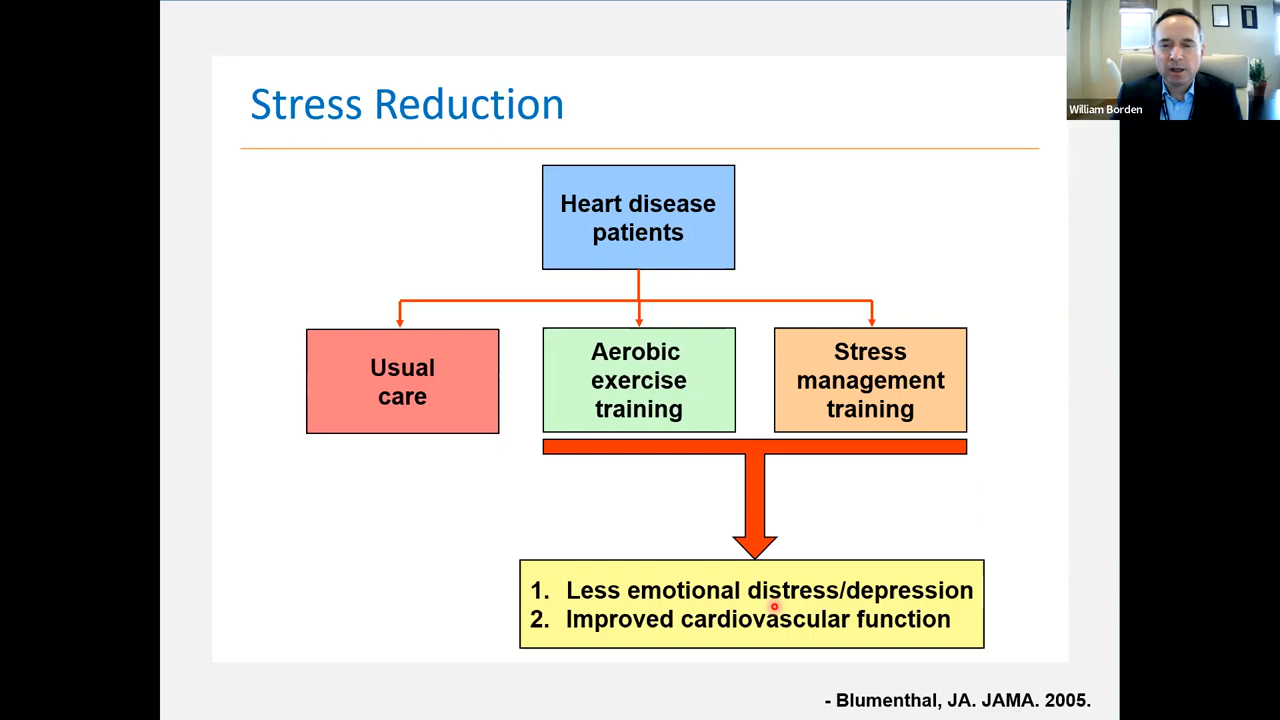 William Borden
Stress Reduction
Heart disease
patients
Usual
care
Aerobic
exercise
training
Stress
management
training
1. Less emotional distress/depression
2. Improved cardiovascular function
- Blumenthal, JA. JAMA. 2005.